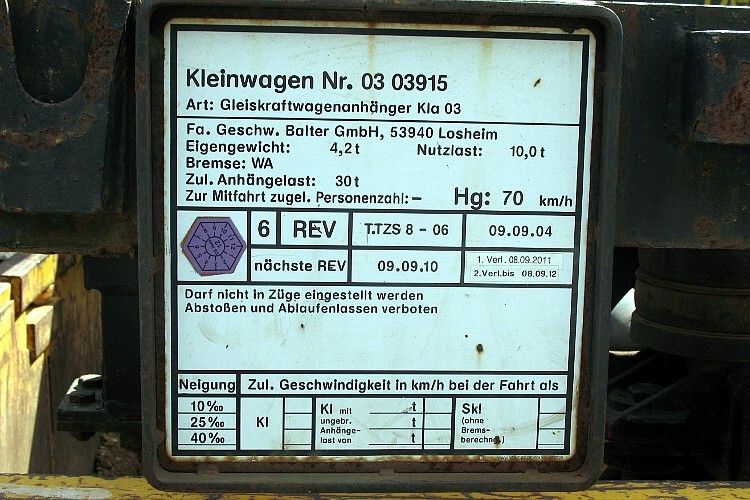 Kleinwagen Nr. 03 03915
Art: Gleiskraftwagenanhänger Kla 03
Fa. Geschw. Balter GmbH, 53940 Losheim
Eigengewicht: 4,2 t Nutzlast: 10,0 t
Bremse: WA
Zul. Anhängelast: 30 t
Zur Mitfahrt zugel. Personenzahl: – Hg: 70 km/h
6 REV T.TZS 8 - 06 09.09.04
nächste REV 09.09.10 1. Verl. 08.09.2011
2.Verl.bis 08.09.12
Darf nicht in Züge eingestellt werden
Abstoßen und Ablaufenlassen verboten
Neigung Zul. Geschwindigkeit in km/h bei der Fahrt als
10‰ Kl Kl mit t Skl
25‰ ungebr. t (ohne
Anhänge- Brems-
40‰ last von t berechne.)